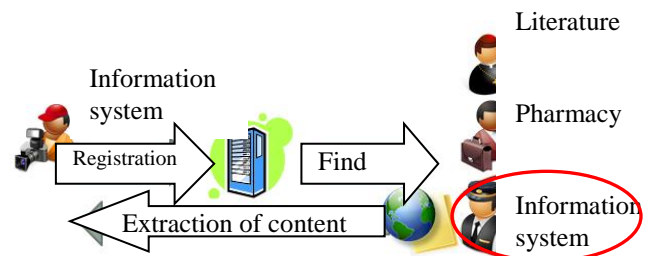 Literature
Information
system
Pharmacy
Registration
Find
Information
system
Extraction of content